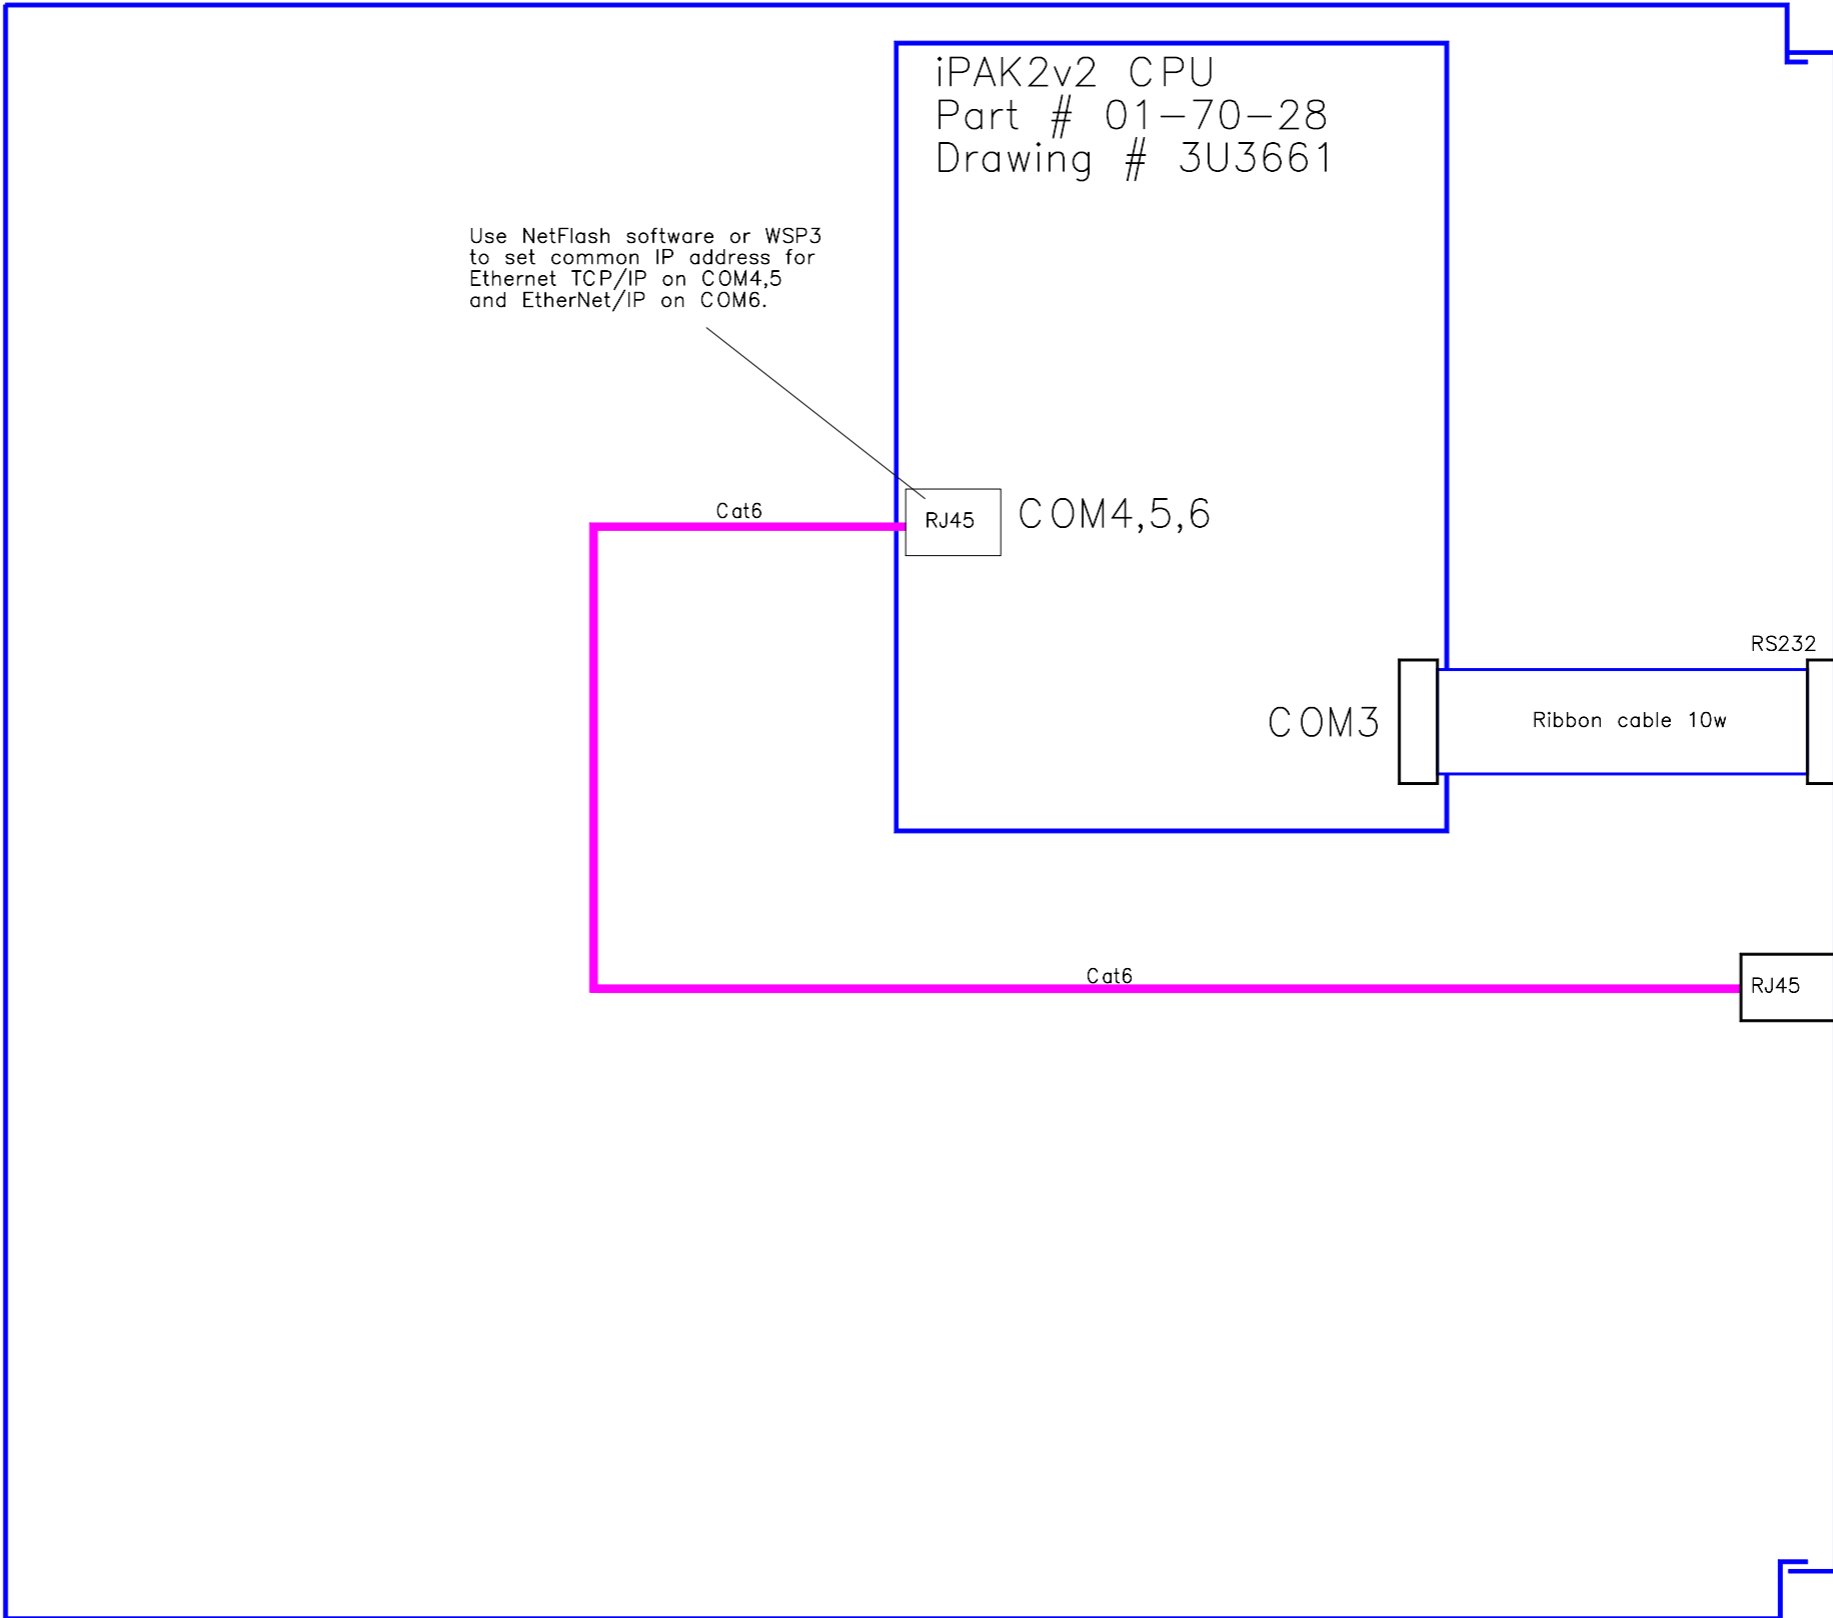 iPAK2v2 CPU
Part # 01-70-28
Drawing # 3U3661
Use NetFlash software or WSP3
to set common IP address for
Ethernet TCP/IP on COM4,5
and EtherNet/IP on COM6.
Cat6
RJ45
COM4,5,6
RS232
COM3
Ribbon cable 10w
Cat6
RJ45